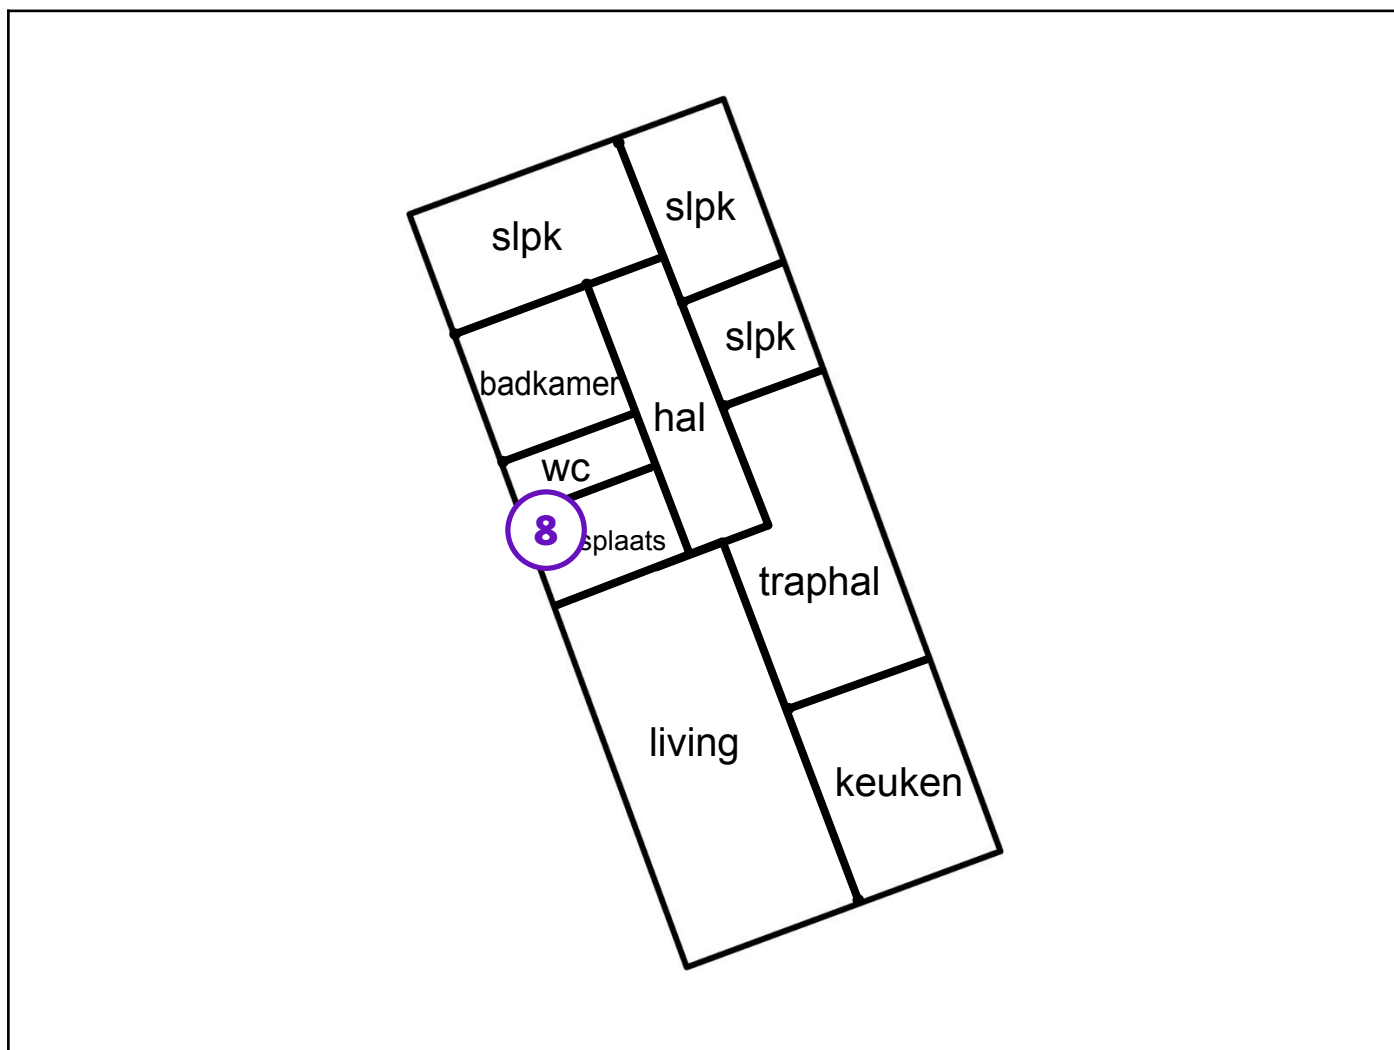 slpk
slpk
slpk
badkamer
hal
wc
8
splaats
traphal
living
keuken